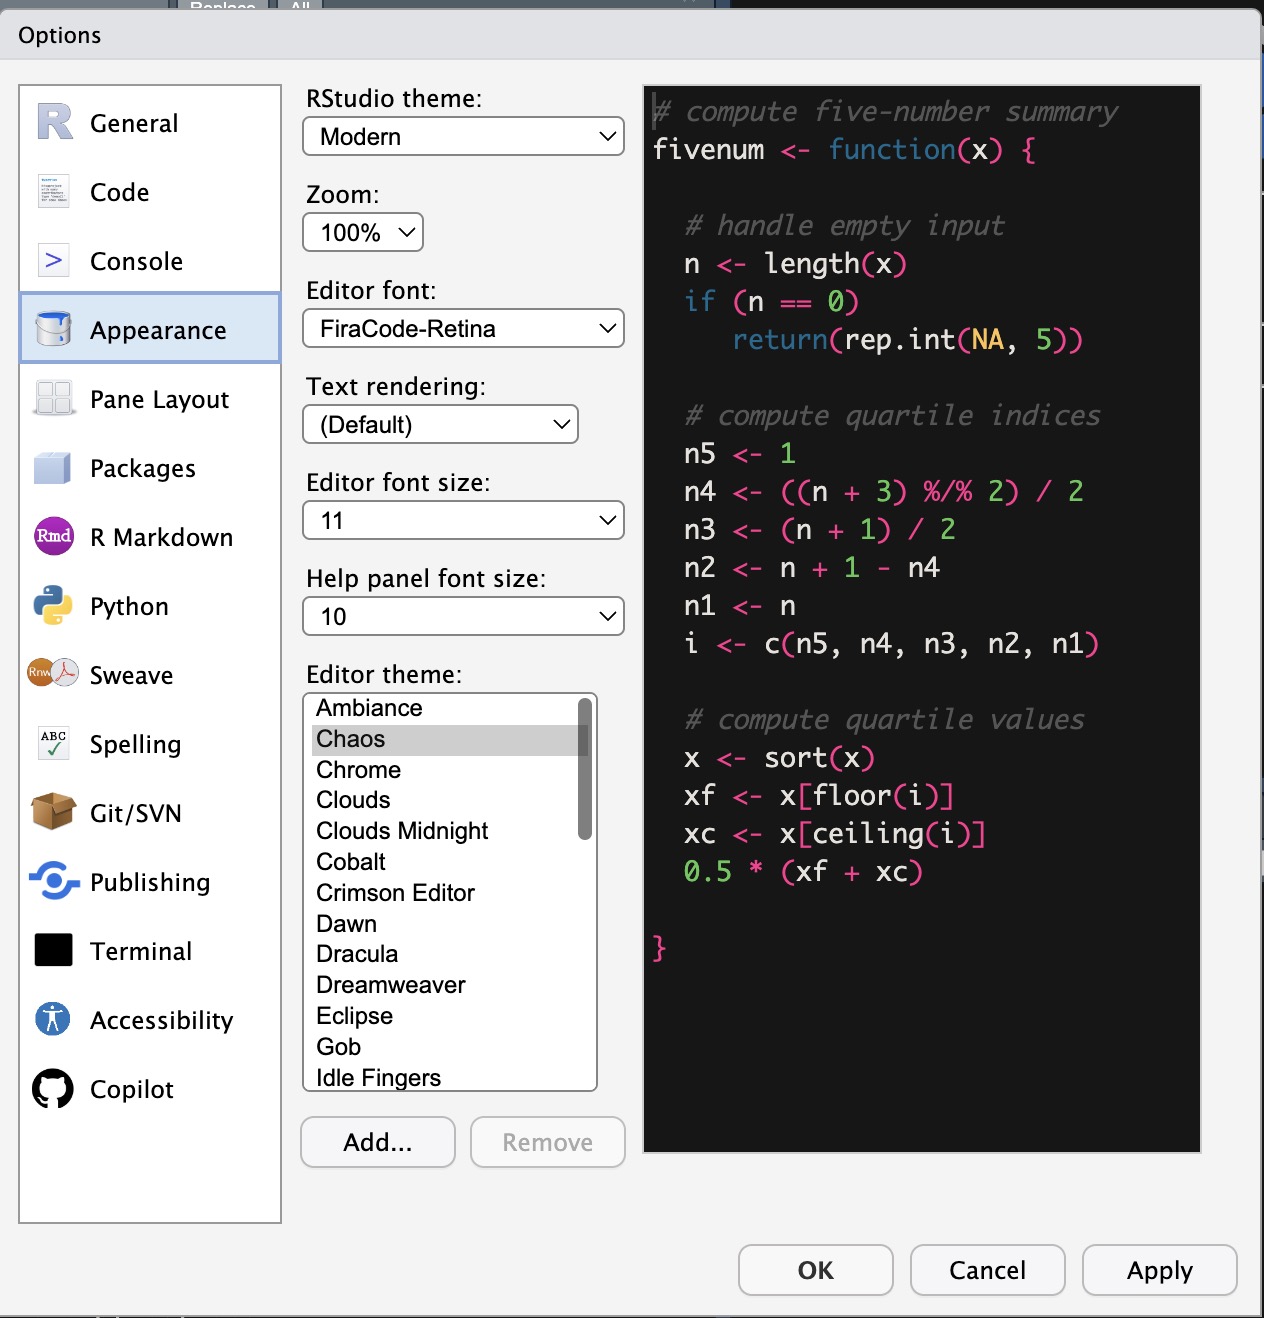 Replace All
Options
General
Code
Console
Appearance
Pane Layout
Packages
Rmd R Markdown
Python
Rnw Sweave
ABC Spelling
Git/SVN
Publishing
Terminal
Accessibility
Copilot
RStudio theme:
Modern
Zoom:
100%
Editor font:
FiraCode-Retina
Text rendering:
(Default)
Editor font size:
11
Help panel font size:
10
Editor theme:
Ambiance
Chaos
Chrome
Clouds
Clouds Midnight
Cobalt
Crimson Editor
Dawn
Dracula
Dreamweaver
Eclipse
Gob
Idle Fingers
Add...
Remove
# compute five-number summary
fivenum <- function(x) {
# handle empty input
n <- length(x)
if (n == 0)
return(rep.int(NA, 5))
# compute quartile indices
n5 <- 1
n4 <- ((n + 3) %/% 2) / 2
n3 <- (n + 1) / 2
n2 <- n + 1 - n4
n1 <- n
i <- c(n5, n4, n3, n2, n1)
# compute quartile values
x <- sort(x)
xf <- x[floor(i)]
xc <- x[ceiling(i)]
0.5 * (xf + xc)
}
OK
Cancel
Apply